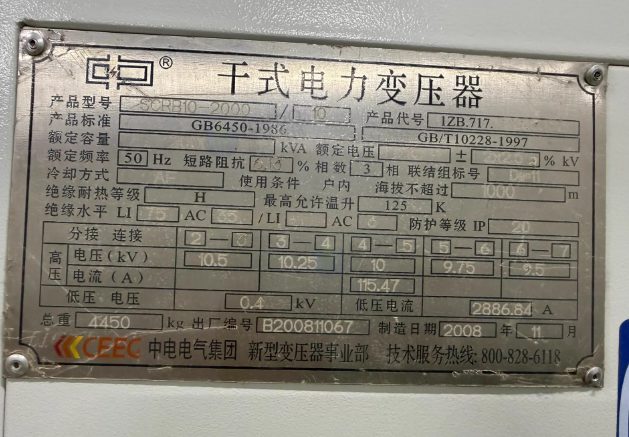 中 ® 干式电力变压器
产品型号 SCRB10-2000 / 10 产品代号 1ZB.717.
产品标准 GB6450-1986 GB/T10228-1997
额定容量 kVA 额定电压 ± % kV
额定频率 50 Hz 短路阻抗 % 相数 3 相 联结组标号 Dyn11
冷却方式 AF 使用条件 户内 海拔不超过 1000 m
绝缘耐热等级 H 最高允许温升 125 K
绝缘水平 LI 75 AC 35 / LI AC 防护等级 IP 20
分接 连接 2-3 3-4 4-5 5-6 6-7
高压 电压(kV) 10.5 10.25 10 9.75 9.5
电流(A) 115.47
低压 电压 0.4 kV 低压电流 2886.84 A
总重 4450 kg 出厂编号 B200811067 制造日期 2008 年 11 月
CEEC 中电电气集团 新型变压器事业部 技术服务热线:800-828-6118